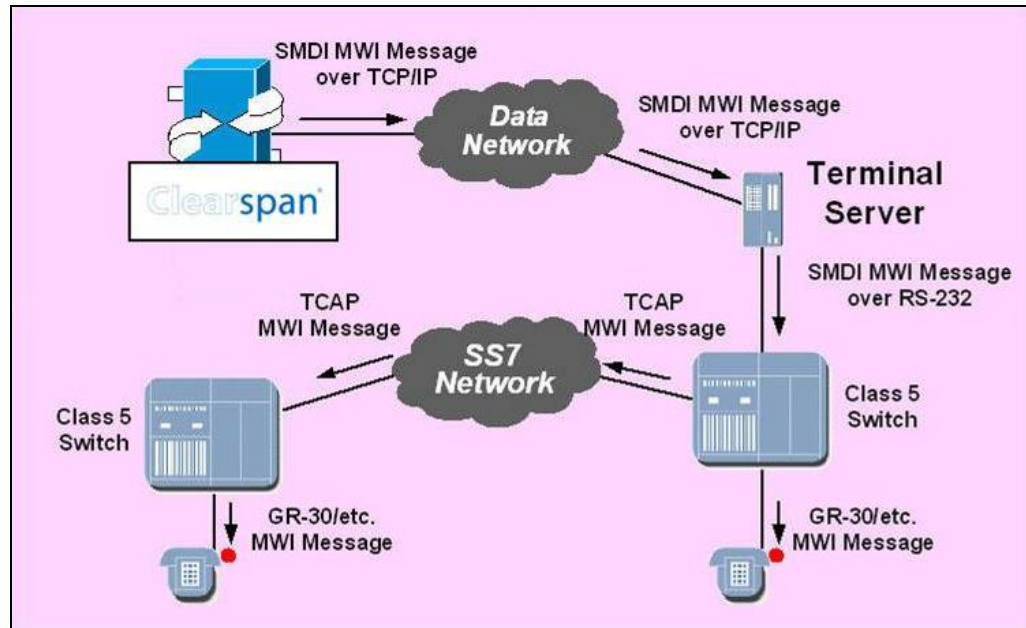 SMDI MWI Message
over TCP/IP
Data
Network
SMDI MWI Message
over TCP/IP
Clearspan®
Terminal
Server
SMDI MWI Message
over RS-232
TCAP
MWI Message
TCAP
MWI Message
SS7
Network
Class 5
Switch
Class 5
Switch
GR-30/etc.
MWI Message
GR-30/etc.
MWI Message